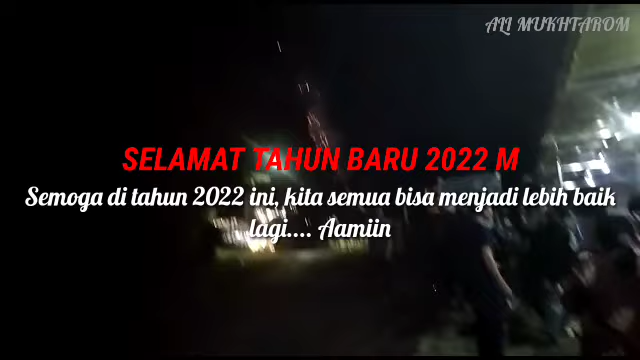 ALI MUKHTAROM
SELAMAT TAHUN BARU 2022 M
Semoga di tahun 2022 ini, kita semua bisa menjadi lebih baik
lagi.... Aamiin